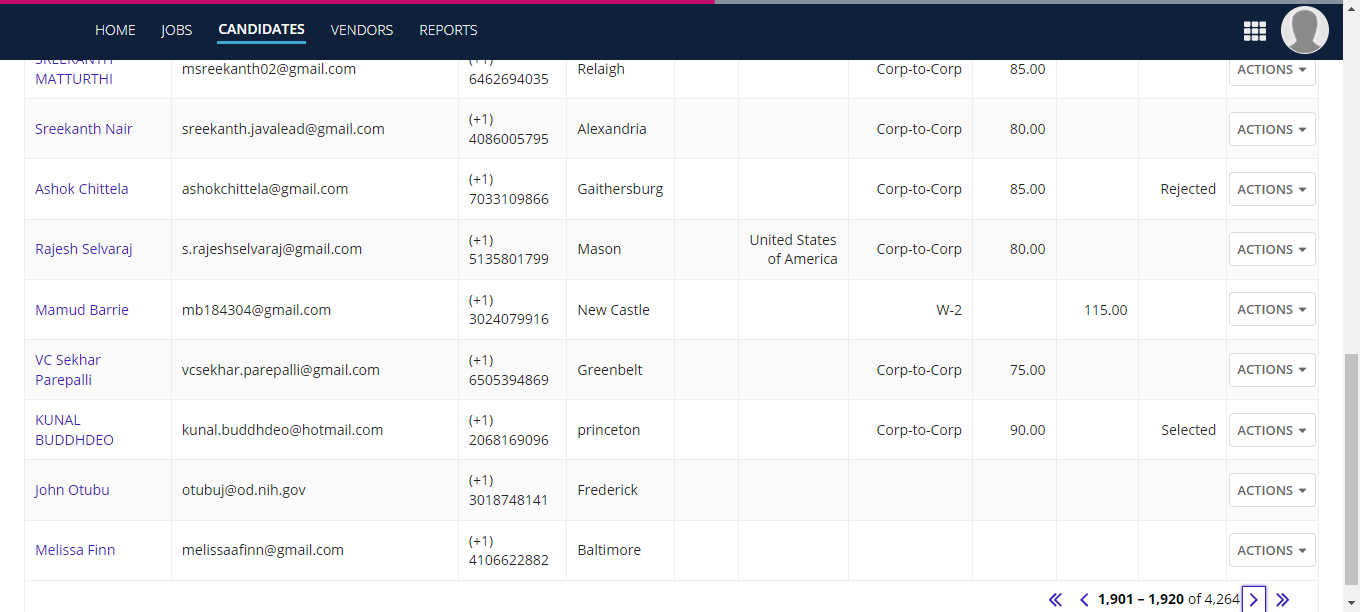 HOME JOBS CANDIDATES VENDORS REPORTS
SREEKANTH
MATTURTHI msreekanth02@gmail.com (+1) 6462694035 Relaigh Corp-to-Corp 85.00 ACTIONS
Sreekanth Nair sreekanth.javalead@gmail.com (+1) 4086005795 Alexandria Corp-to-Corp 80.00 ACTIONS
Ashok Chittela ashokchittela@gmail.com (+1) 7033109866 Gaithersburg Corp-to-Corp 85.00 Rejected ACTIONS
Rajesh Selvaraj s.rajeshselvaraj@gmail.com (+1) 5135801799 Mason United States of America Corp-to-Corp 80.00 ACTIONS
Mamud Barrie mb184304@gmail.com (+1) 3024079916 New Castle W-2 115.00 ACTIONS
VC Sekhar Parepalli vcsekhar.parepalli@gmail.com (+1) 6505394869 Greenbelt Corp-to-Corp 75.00 ACTIONS
KUNAL BUDDHDEO kunal.buddhdeo@hotmail.com (+1) 2068169096 princeton Corp-to-Corp 90.00 Selected ACTIONS
John Otubu otubuj@od.nih.gov (+1) 3018748141 Frederick ACTIONS
Melissa Finn melissaafinn@gmail.com (+1) 4106622882 Baltimore ACTIONS
1,901 – 1,920 of 4,264